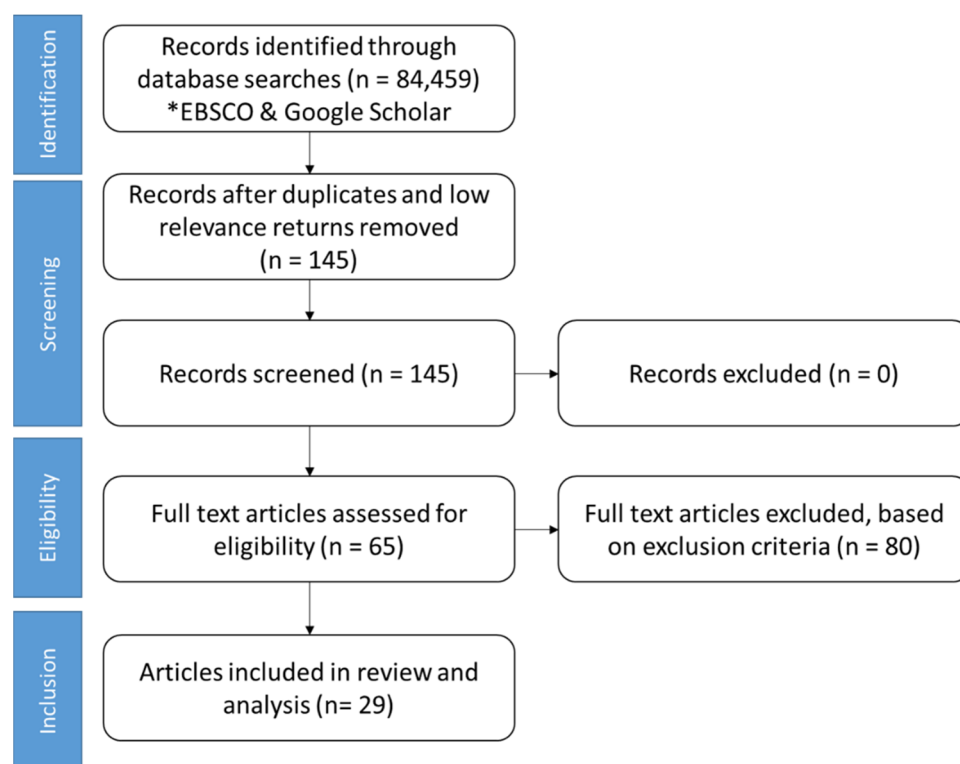 Identification
Records identified through
database searches (n = 84,459)
*EBSCO & Google Scholar
Screening
Records after duplicates and low
relevance returns removed
(n = 145)
Records screened (n = 145)
Records excluded (n = 0)
Eligibility
Full text articles assessed for
eligibility (n = 65)
Full text articles excluded, based
on exclusion criteria (n = 80)
Inclusion
Articles included in review and
analysis (n= 29)